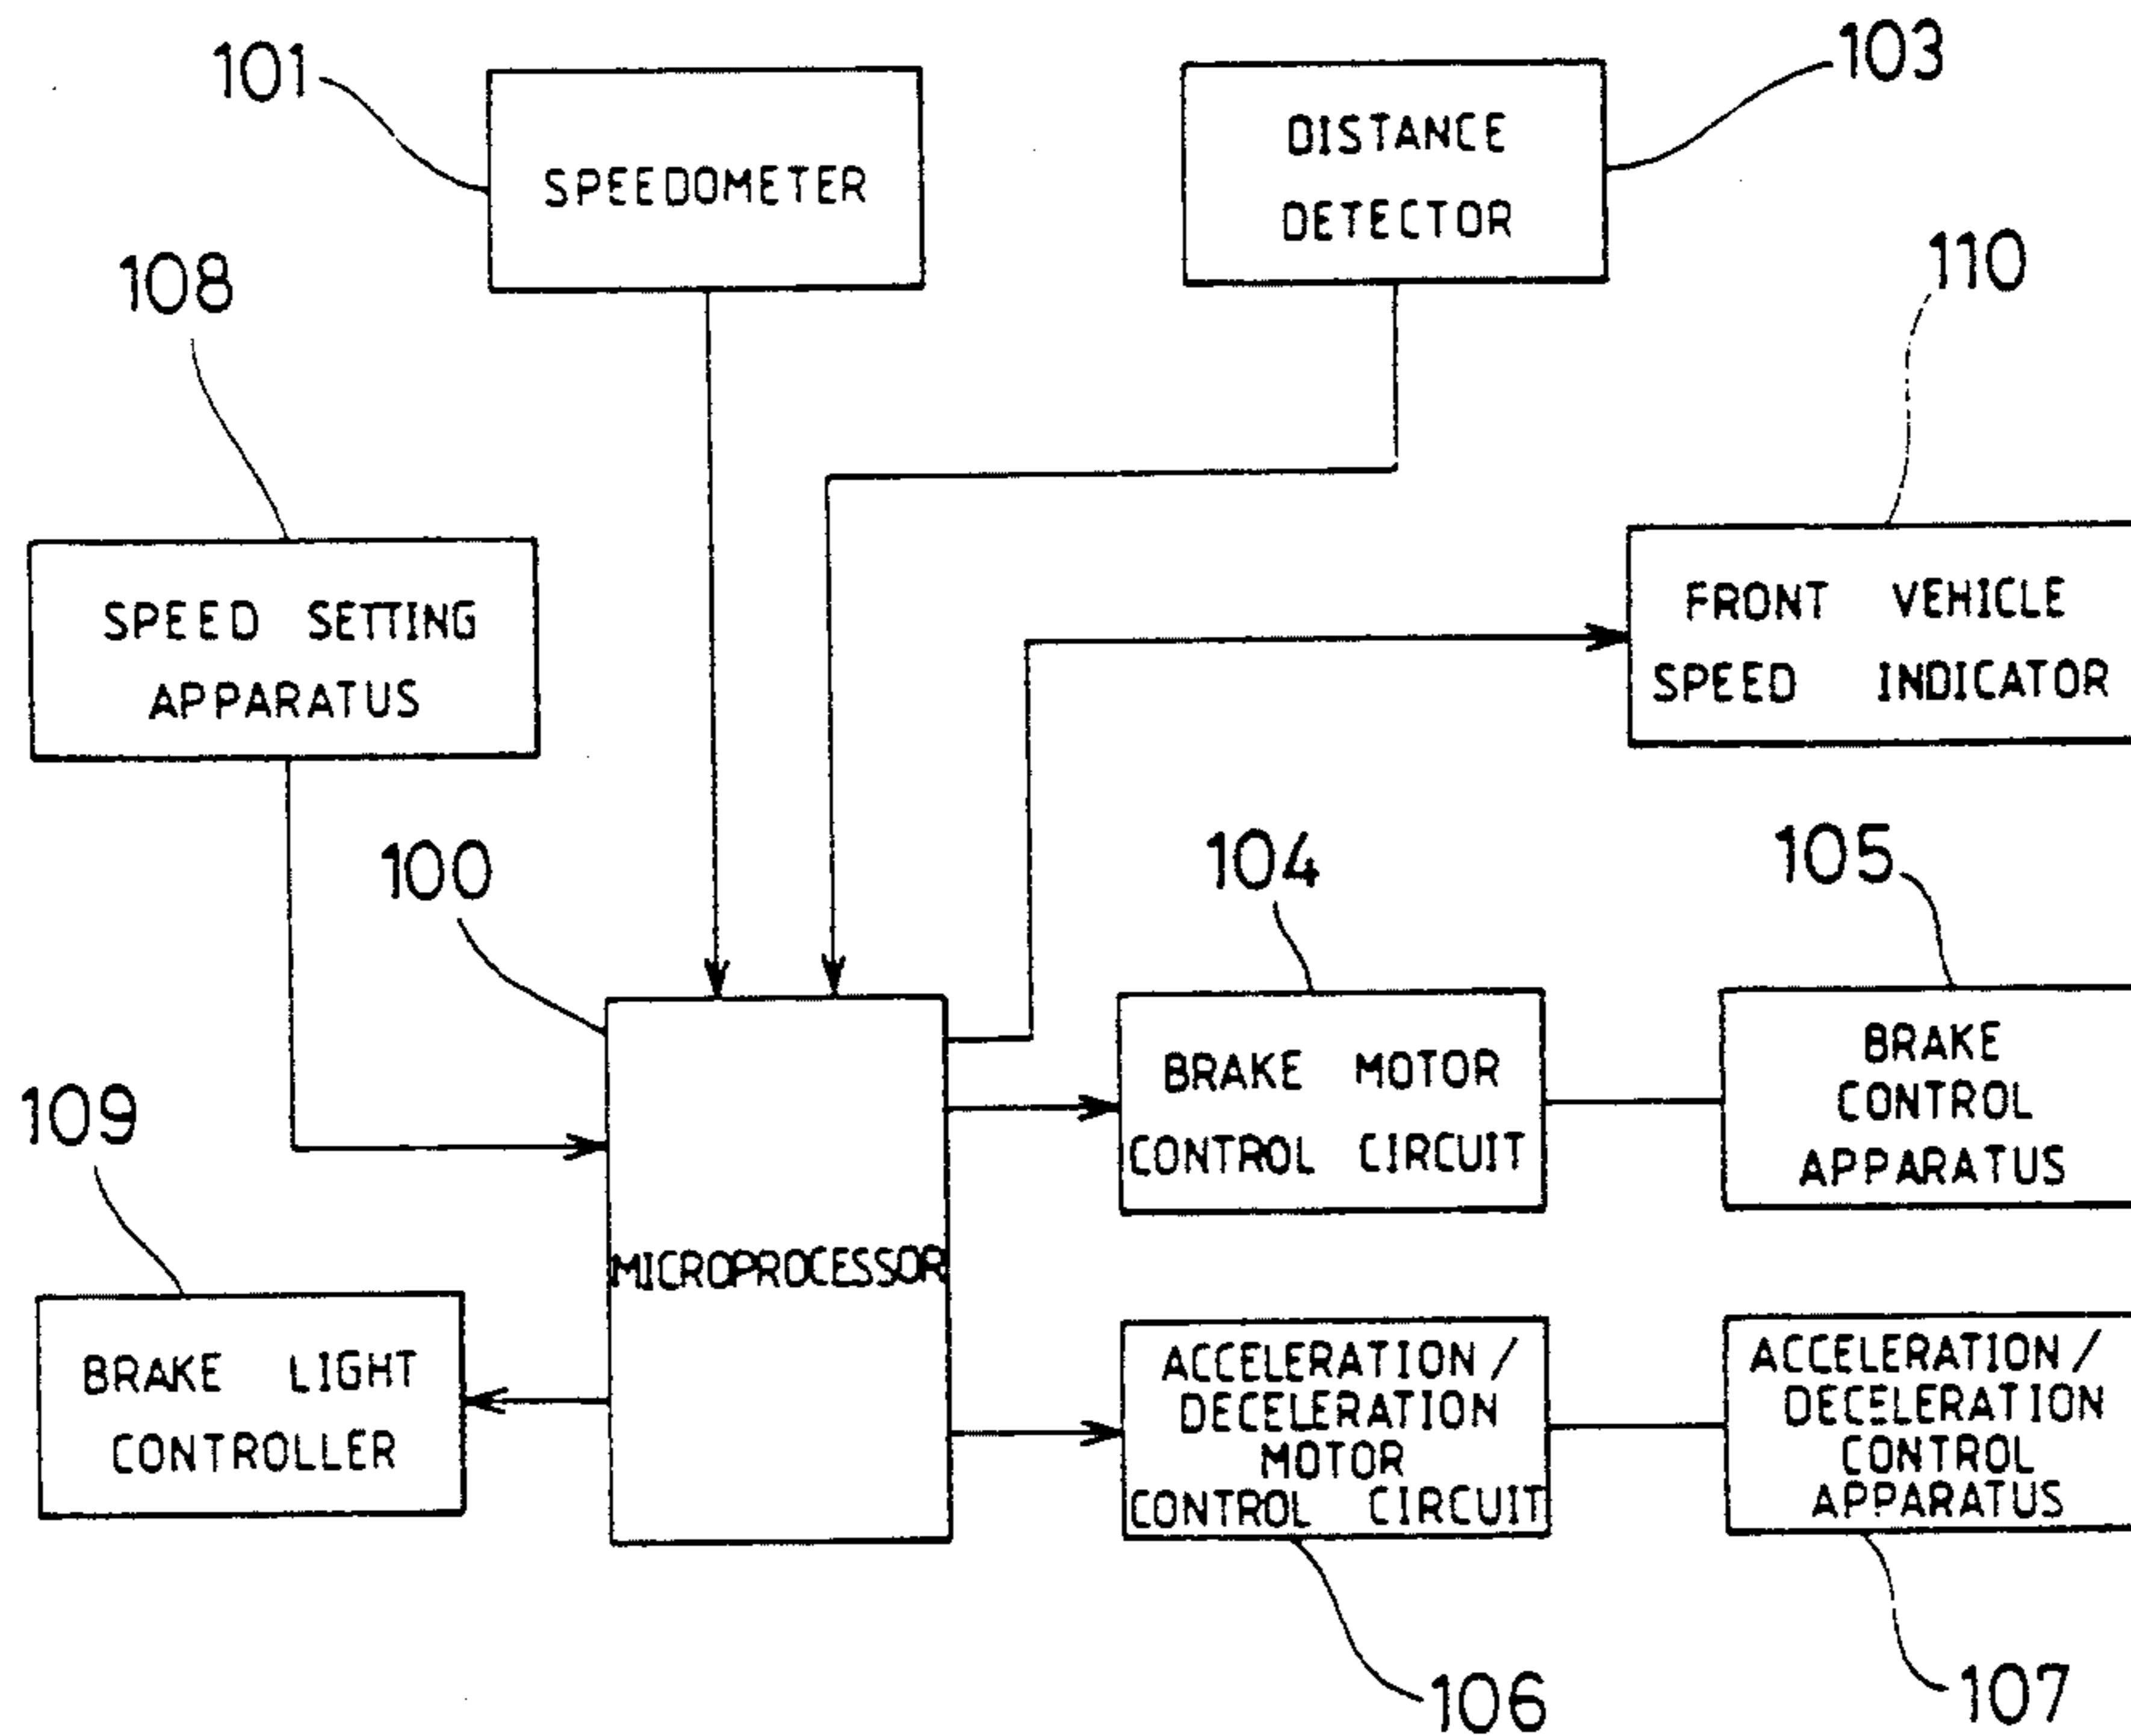 101
SPEEDOMETER
DISTANCE
DETECTOR
103
108
110
SPEED SETTING
APPARATUS
FRONT VEHICLE
SPEED INDICATOR
100
104
105
109
MICROPROCESSOR
BRAKE MOTOR
CONTROL CIRCUIT
BRAKE
CONTROL
APPARATUS
BRAKE LIGHT
CONTROLLER
ACCELERATION/
DECELERATION
MOTOR
CONTROL CIRCUIT
ACCELERATION/
DECELERATION
CONTROL
APPARATUS
106
107